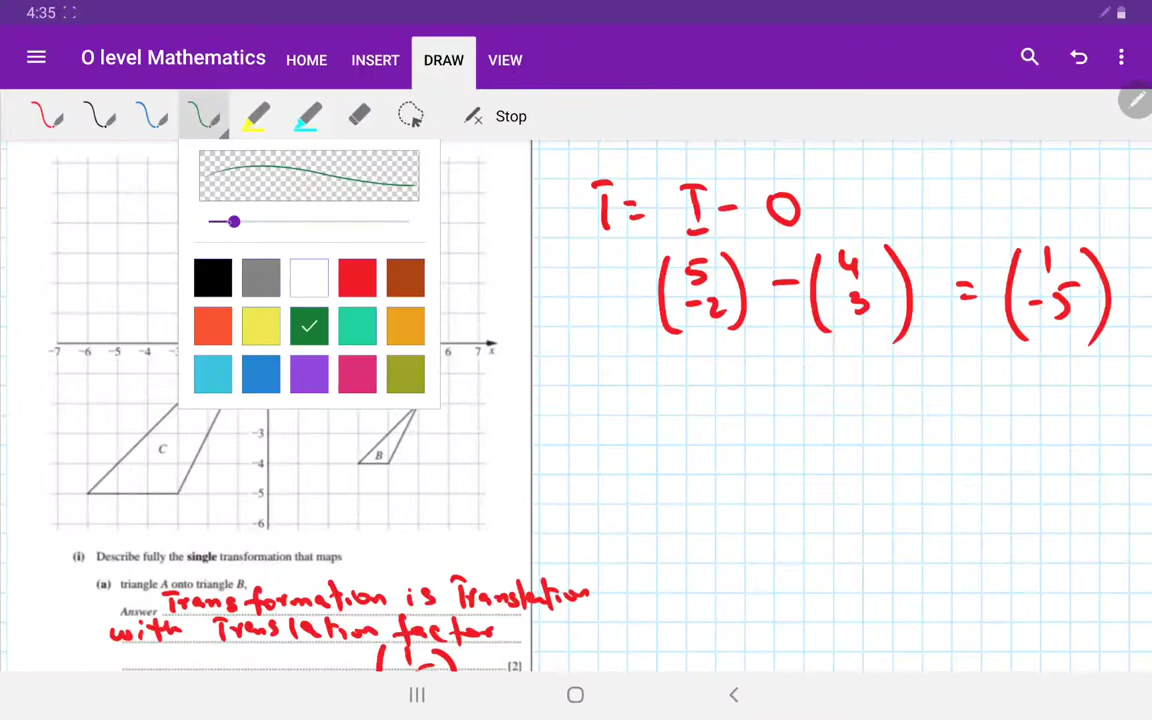 4:35
O level Mathematics HOME INSERT DRAW VIEW
Stop
T = T - O
( 5 -2 ) - ( 4 3 ) = ( 1 -5 )
-7 -6 -5 -4 6 7 x
-3
C
B
-4
-5
-6
(i) Describe fully the single transformation that maps
(a) triangle A onto triangle B,
Answer Transformation is Translation
with Translation factor
[2]